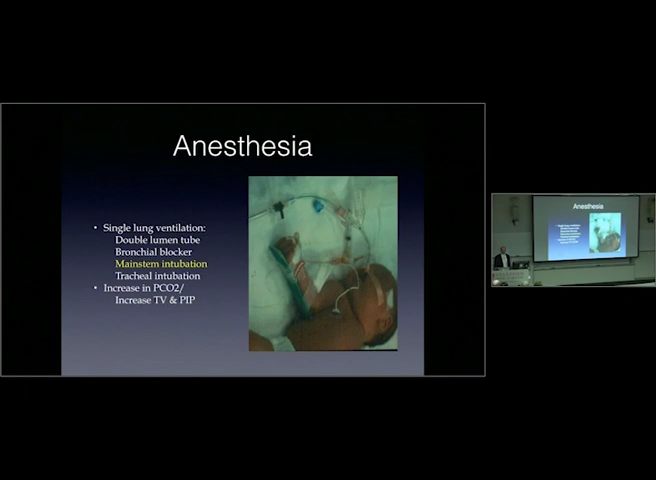 Anesthesia
• Single lung ventilation:
Double lumen tube
Bronchial blocker
Mainstem intubation
Tracheal intubation
• Increase in PCO2/
Increase TV & PIP
Anesthesia